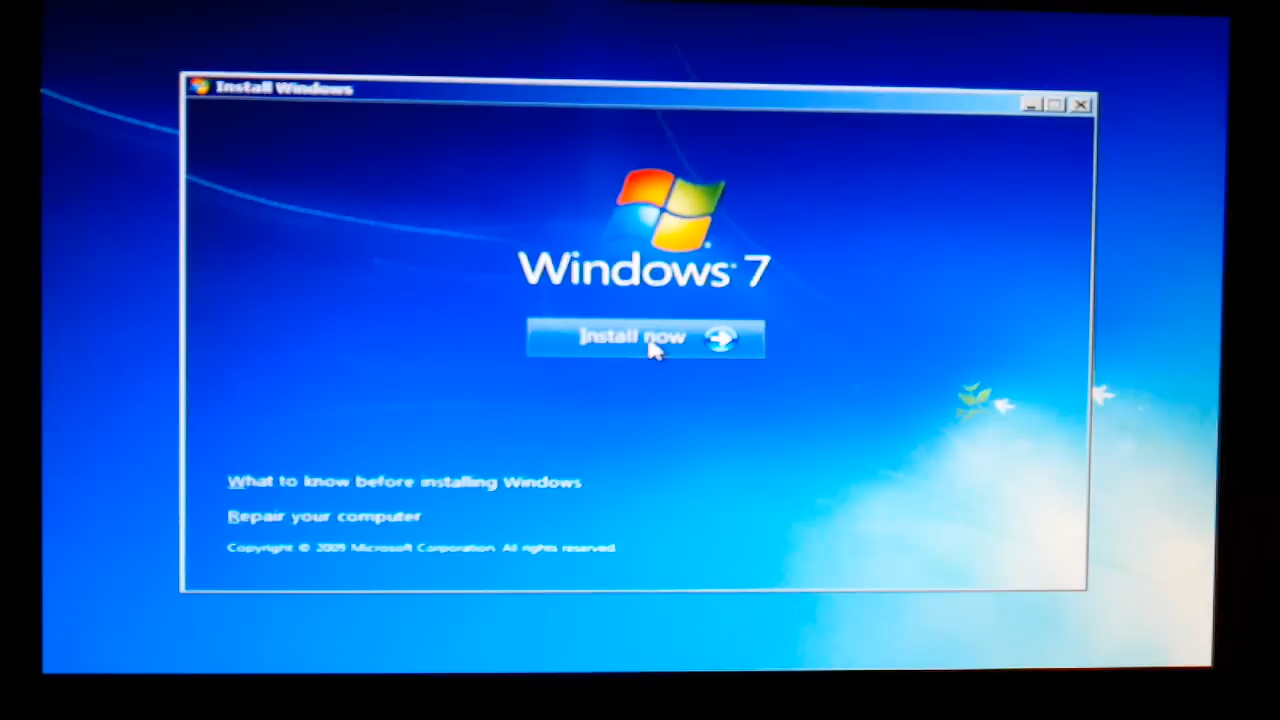 Install Windows
Windows 7
Install now
What to know before installing Windows
Repair your computer
Copyright © 2009 Microsoft Corporation. All rights reserved.